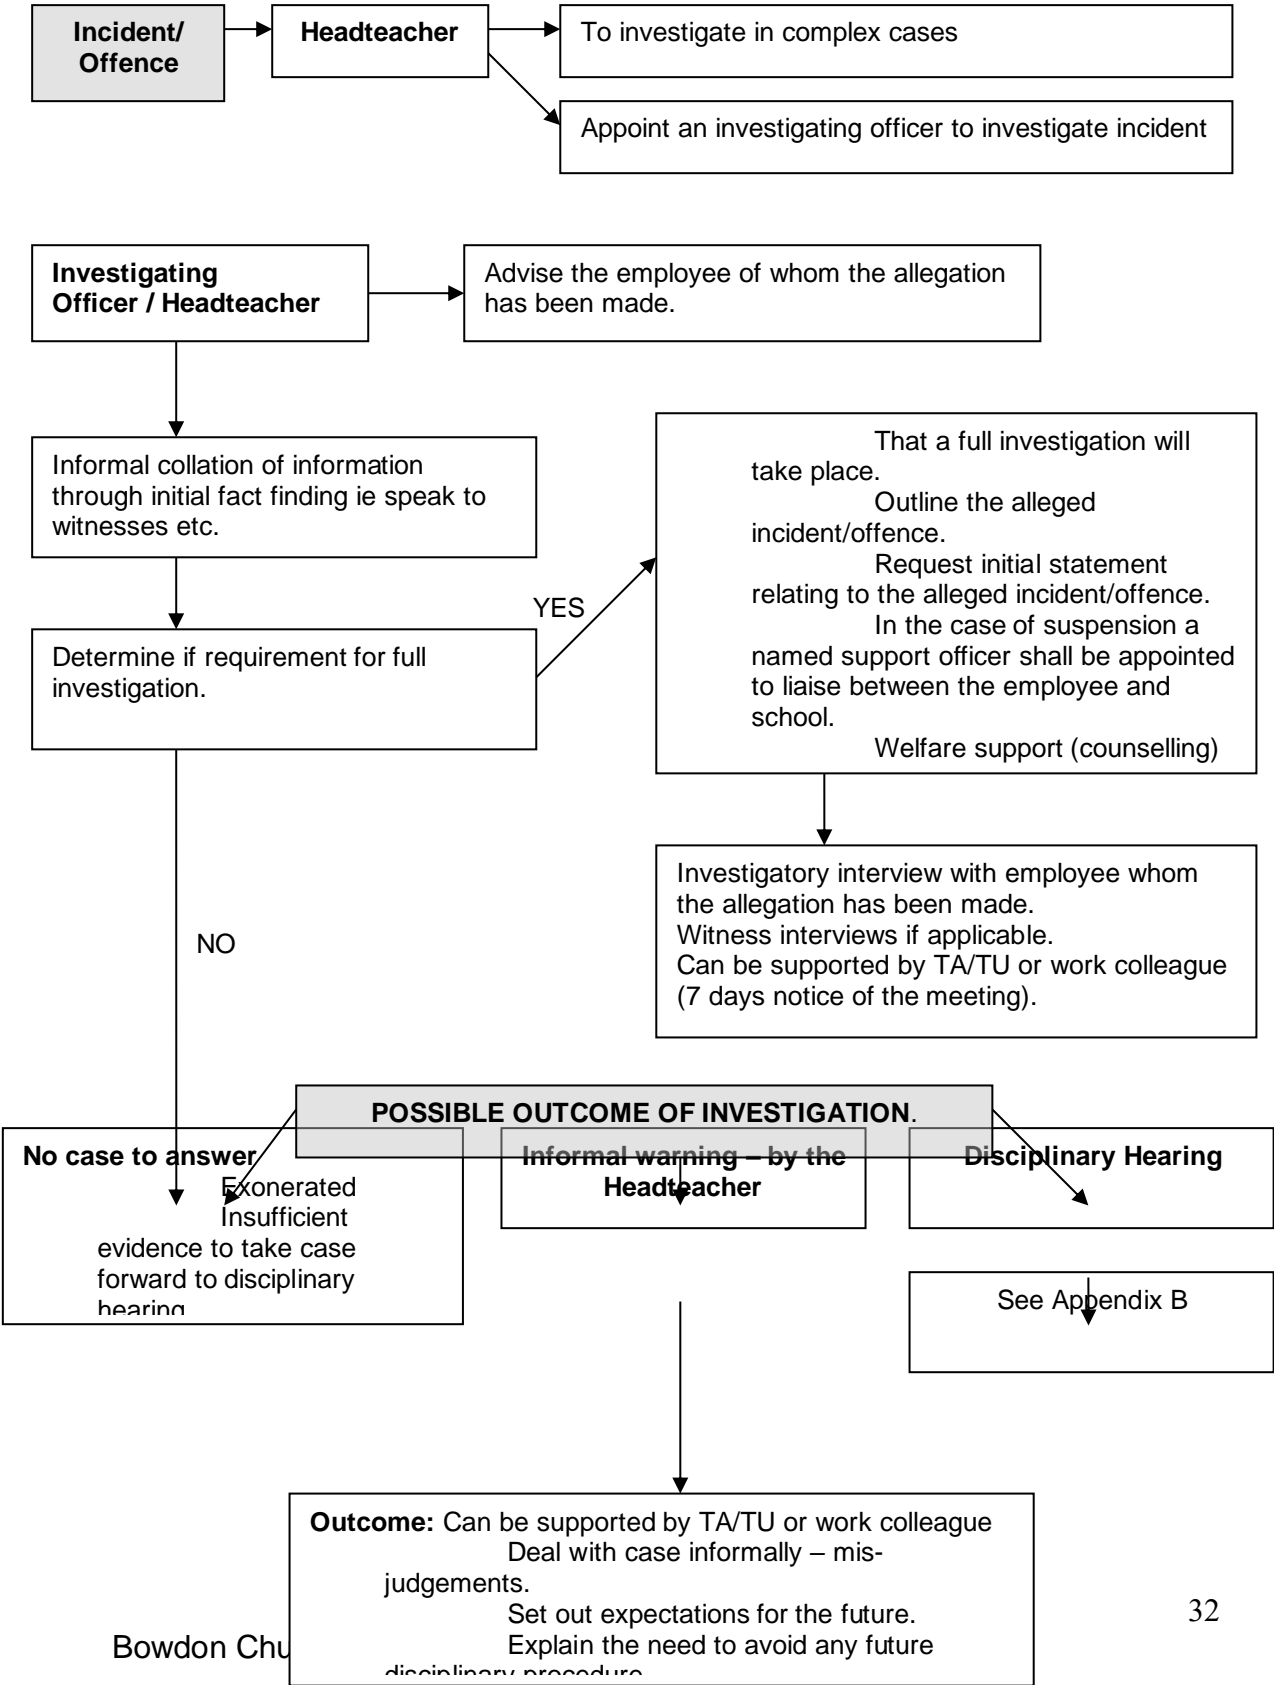 Incident/
Offence
Headteacher
To investigate in complex cases
Appoint an investigating officer to investigate incident
Investigating
Officer / Headteacher
Advise the employee of whom the allegation
has been made.
Informal collation of information
through initial fact finding ie speak to
witnesses etc.
Determine if requirement for full
investigation.
YES
That a full investigation will
take place.
Outline the alleged
incident/offence.
Request initial statement
relating to the alleged incident/offence.
In the case of suspension a
named support officer shall be appointed
to liaise between the employee and
school.
Welfare support (counselling)
Investigatory interview with employee whom
the allegation has been made.
Witness interviews if applicable.
Can be supported by TA/TU or work colleague
(7 days notice of the meeting).
NO
POSSIBLE OUTCOME OF INVESTIGATION.
No case to answer
Exonerated
Insufficient
evidence to take case
forward to disciplinary
hearing
Informal warning – by the
Headteacher
Disciplinary Hearing
See Appendix B
Outcome: Can be supported by TA/TU or work colleague
Deal with case informally – mis-
judgements.
Set out expectations for the future.
Explain the need to avoid any future
disciplinary procedure
32
Bowdon Chu